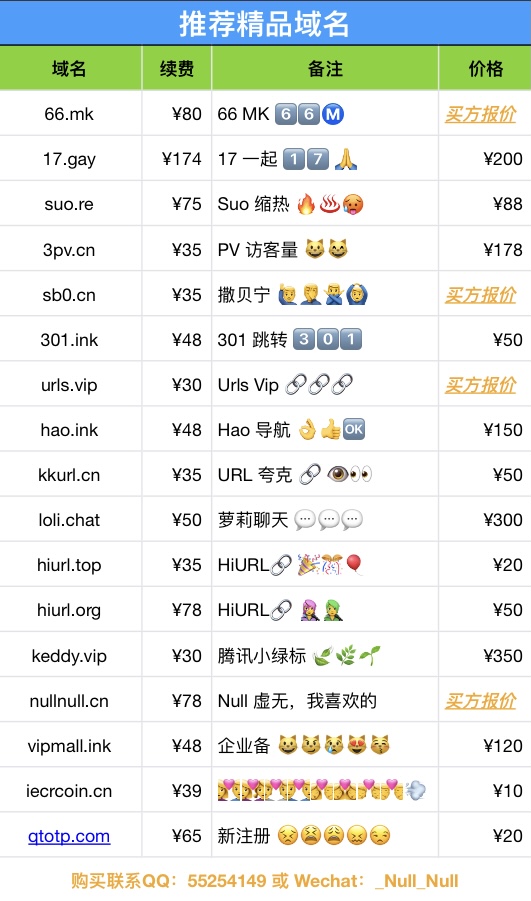 推荐精品域名
域名 续费 备注 价格
66.mk ¥80 66 MK 6️⃣6️⃣Ⓜ️ 买方报价
17.gay ¥174 17 一起 1️⃣7️⃣🙏 ¥200
suo.re ¥75 Suo 缩热 🔥♨️🥵 ¥88
3pv.cn ¥35 PV 访客量 😺😸 ¥178
sb0.cn ¥35 撒贝宁 🙋‍♂️🤦‍♂️🙅‍♂️🙆‍♂️ 买方报价
301.ink ¥48 301 跳转 3️⃣0️⃣1️⃣ ¥50
urls.vip ¥30 Urls Vip 🔗🔗🔗 买方报价
hao.ink ¥48 Hao 导航 👌👍🆗 ¥150
kkurl.cn ¥35 URL 夸克 🔗 👁👀 ¥50
loli.chat ¥50 萝莉聊天 💬💬💬 ¥300
hiurl.top ¥35 HiURL🔗 🎉🎊🎈 ¥20
hiurl.org ¥78 HiURL🔗 ¥50
keddy.vip ¥30 腾讯小绿标 🍃🌿🌱 ¥350
nullnull.cn ¥78 Null 虚无，我喜欢的 买方报价
vipmall.ink ¥48 企业备 😺😼😿😻😽 ¥120
iecrcoin.cn ¥39 ¥10
qtotp.com ¥65 新注册 😣😫😩😖😒 ¥20
购买联系QQ：55254149 或 Wechat：_Null_Null